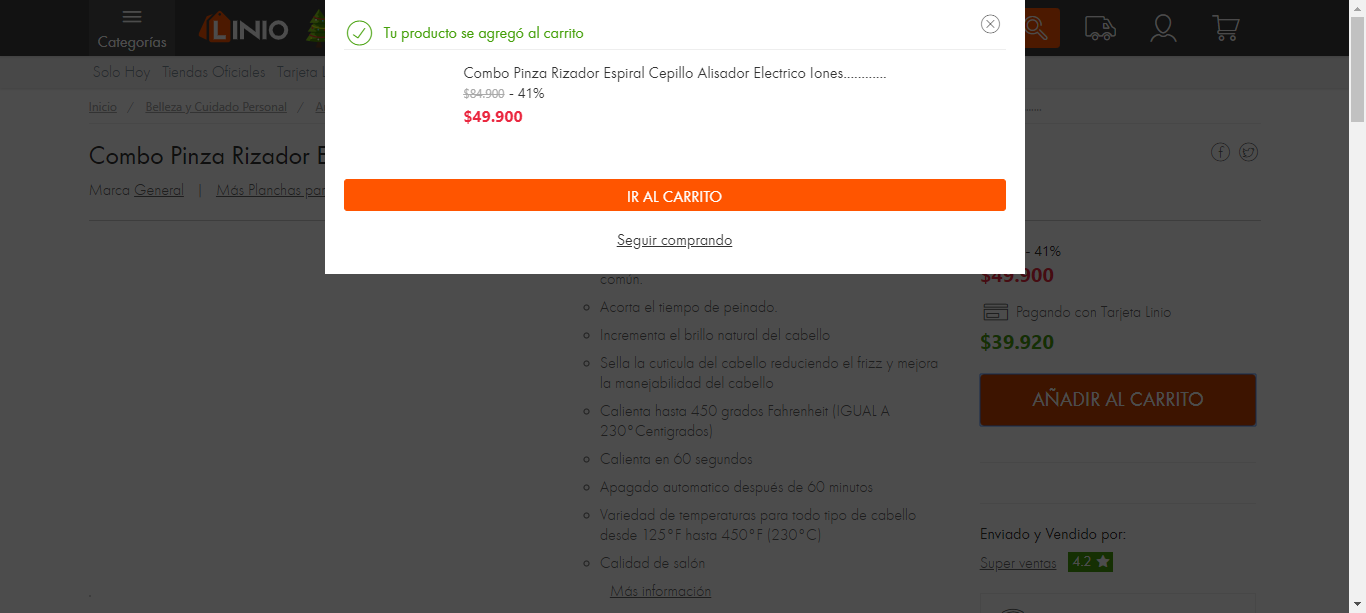 Categorías
LINIO
Tu producto se agregó al carrito
Solo Hoy Tiendas Oficiales Tarjeta
Combo Pinza Rizador Espiral Cepillo Alisador Electrico Iones............
$84.900 - 41%
$49.900
Inicio / Belleza y Cuidado Personal /
Combo Pinza Rizador
Marca General | Más Planchas par
IR AL CARRITO
Seguir comprando
- 41%
$49.900
Pagando con Tarjeta Linio
$39.920
AÑADIR AL CARRITO
común.
Acorta el tiempo de peinado.
Incrementa el brillo natural del cabello
Sella la cuticula del cabello reduciendo el frizz y mejora
la manejabilidad del cabello
Calienta hasta 450 grados Fahrenheit (IGUAL A
230°Centigrados)
Calienta en 60 segundos
Apagado automatico después de 60 minutos
Variedad de temperaturas para todo tipo de cabello
desde 125°F hasta 450°F (230°C)
Calidad de salón
Más información
Enviado y Vendido por:
Super ventas 4.2